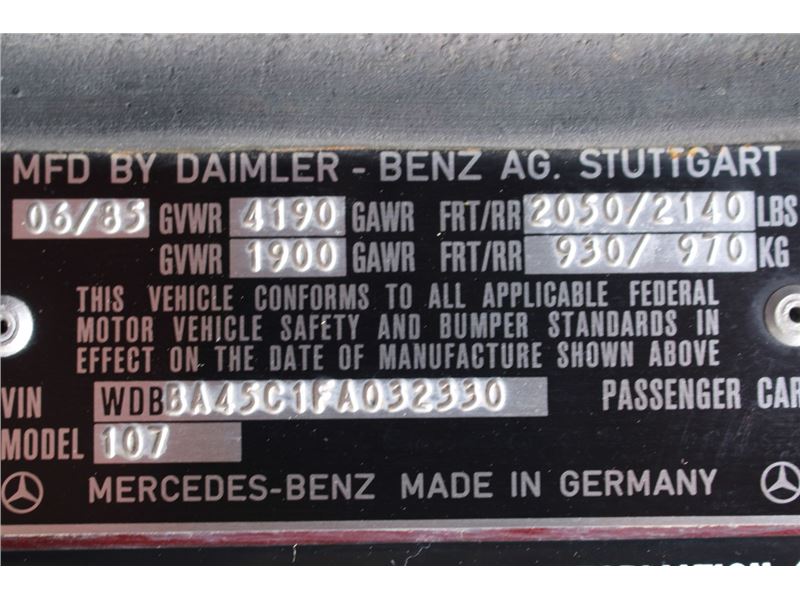 MFD BY DAIMLER - BENZ AG. STUTTGART
06/85 GVWR 4190 GAWR FRT/RR 2050/2140 LBS
GVWR 1900 GAWR FRT/RR 930/ 970 KG
THIS VEHICLE CONFORMS TO ALL APPLICABLE FEDERAL
MOTOR VEHICLE SAFETY AND BUMPER STANDARDS IN
EFFECT ON THE DATE OF MANUFACTURE SHOWN ABOVE
VIN WDBBA45C1FA032330 PASSENGER CAR
MODEL 107
MERCEDES-BENZ MADE IN GERMANY